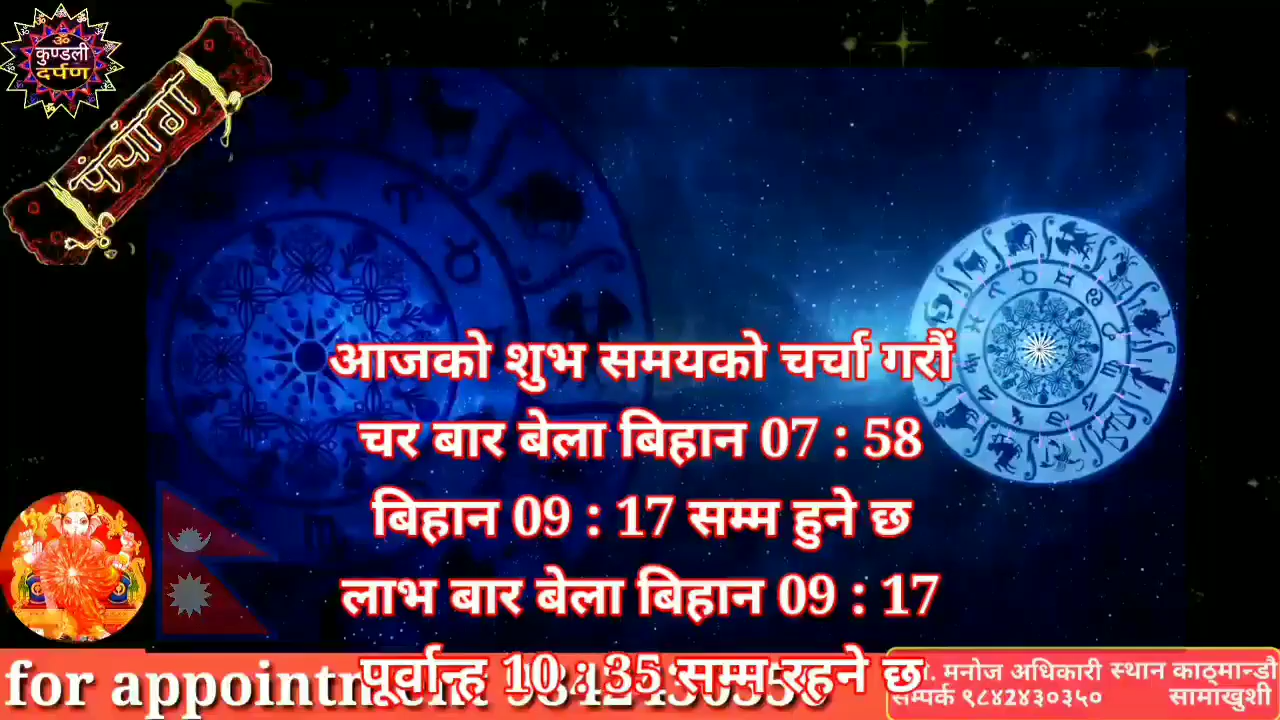 ॐ
कुण्डली
दर्पण
पंचांग
आजको शुभ समयको चर्चा गरौं
चर बार बेला बिहान 07 : 58
बिहान 09 : 17 सम्म हुने छ
लाभ बार बेला बिहान 09 : 17
पूर्वान्ह 10 : 35 सम्म रहने छ
for appointment
मनोज अधिकारी स्थान काठ्मान्डौ
सम्पर्क ९८४२४३०३५० सामाखुशी